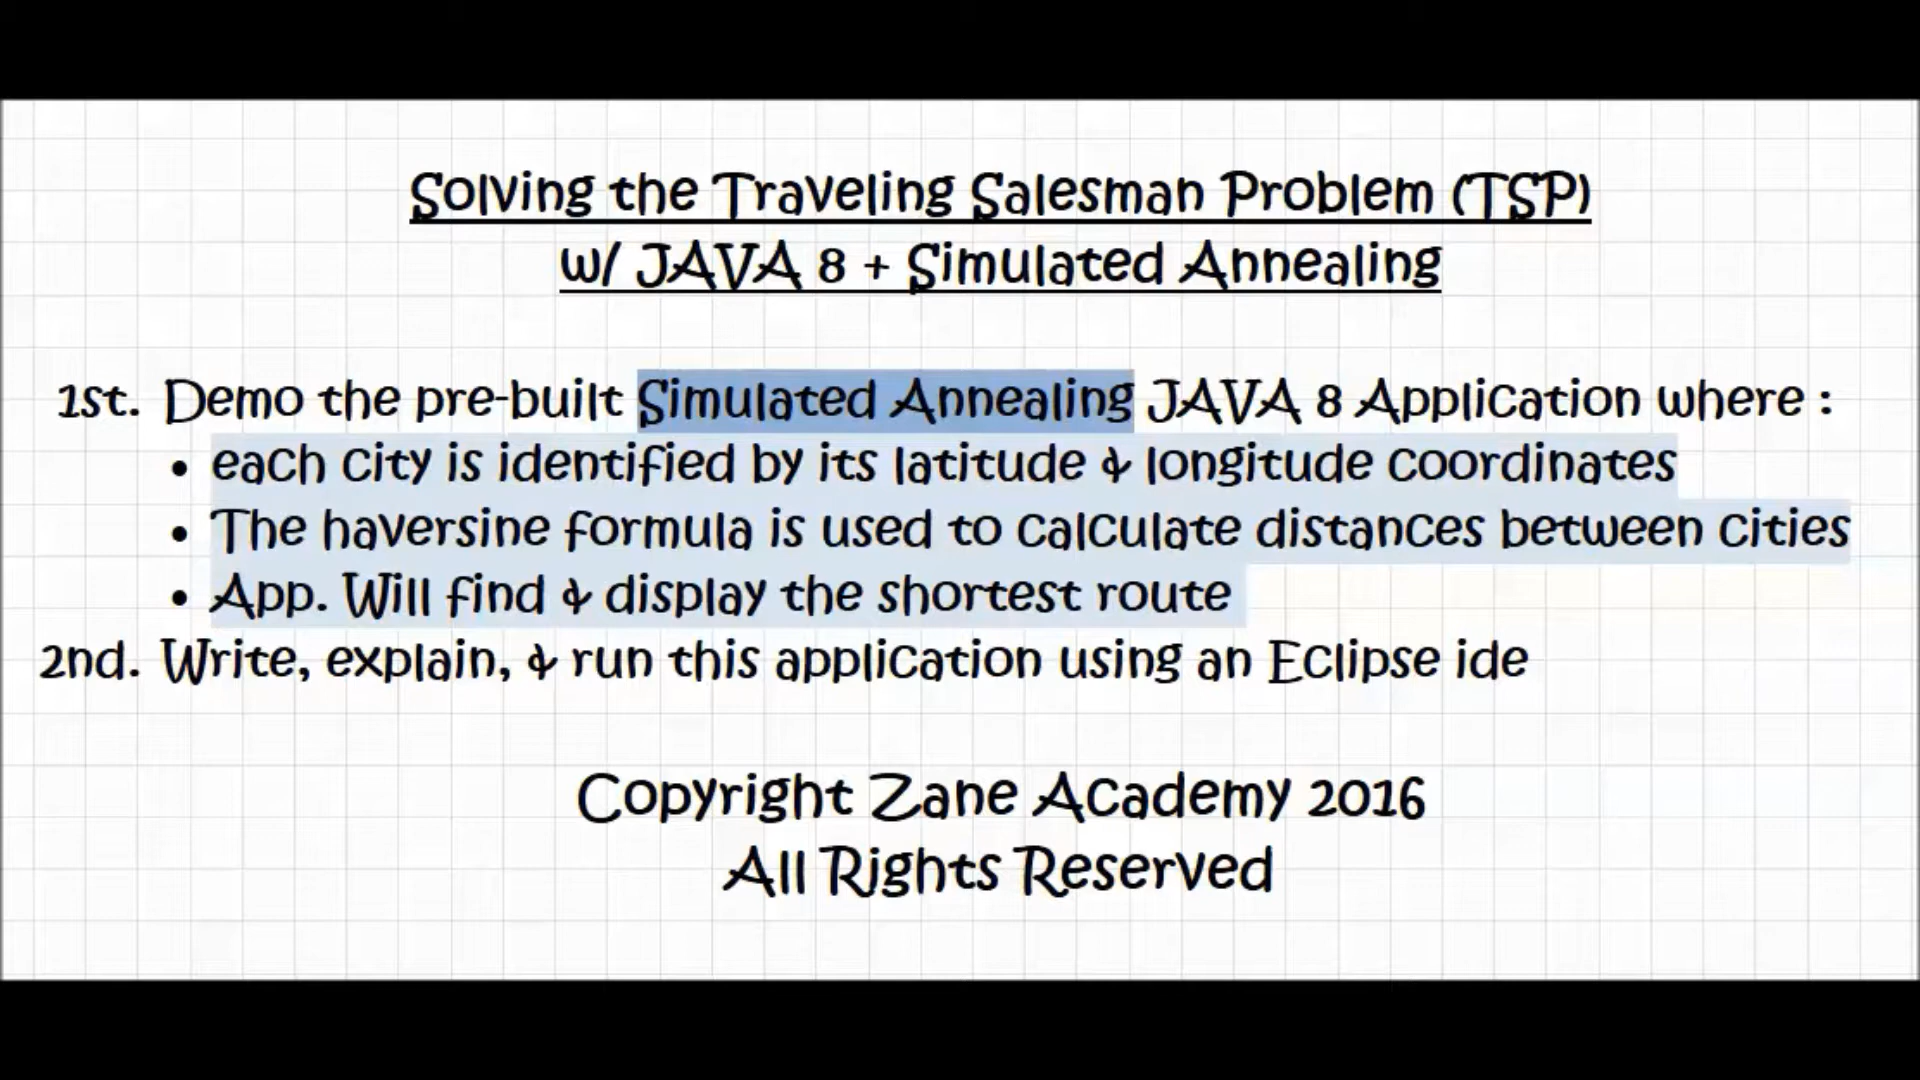 Solving the Traveling Salesman Problem (TSP)
w/ JAVA 8 + Simulated Annealing
1st. Demo the pre-built Simulated Annealing JAVA 8 Application where :
• each city is identified by its latitude & longitude coordinates
• The haversine formula is used to calculate distances between cities
• App. Will find & display the shortest route
2nd. Write, explain, & run this application using an Eclipse ide
Copyright Zane Academy 2016
All Rights Reserved